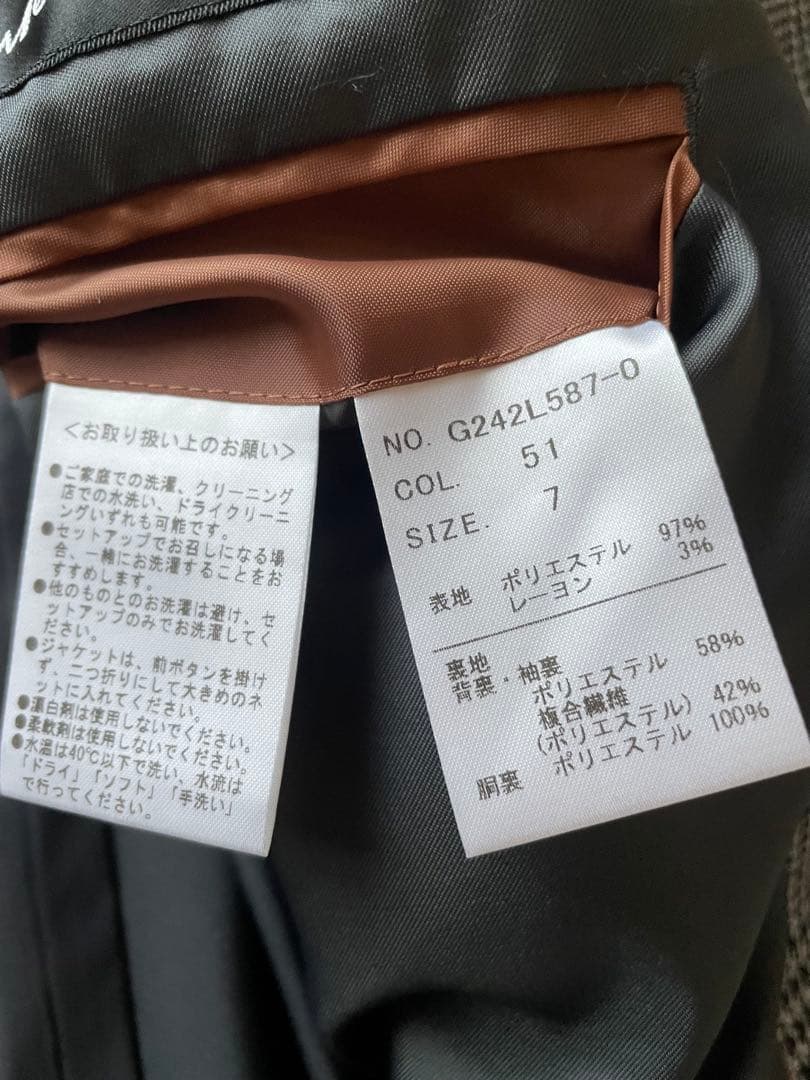 <お取り扱い上のお願い>
●ご家庭での洗濯、クリーニング
店での水洗い、ドライクリーニ
ングいずれも可能です。
●セットアップでお召しになる場
合、一緒にお洗濯することをお
すすめします。
●他のものとのお洗濯は避け、セ
ットアップのみでお洗濯してく
ださい。
●ジャケットは、前ボタンを掛け
ず、二つ折りにして大きめのネ
ットに入れてください。
●漂白剤は使用しないでください。
●柔軟剤は使用しないでください。
●水温は40℃以下で洗い、水流は
「ドライ」「ソフト」「手洗い」
で行ってください。
NO. G242L587-0
COL. 51
SIZE. 7
表地 ポリエステル 97%
レーヨン 3%
裏地
背裏・袖裏
ポリエステル 58%
複合繊維
(ポリエステル) 42%
胴裏 ポリエステル 100%